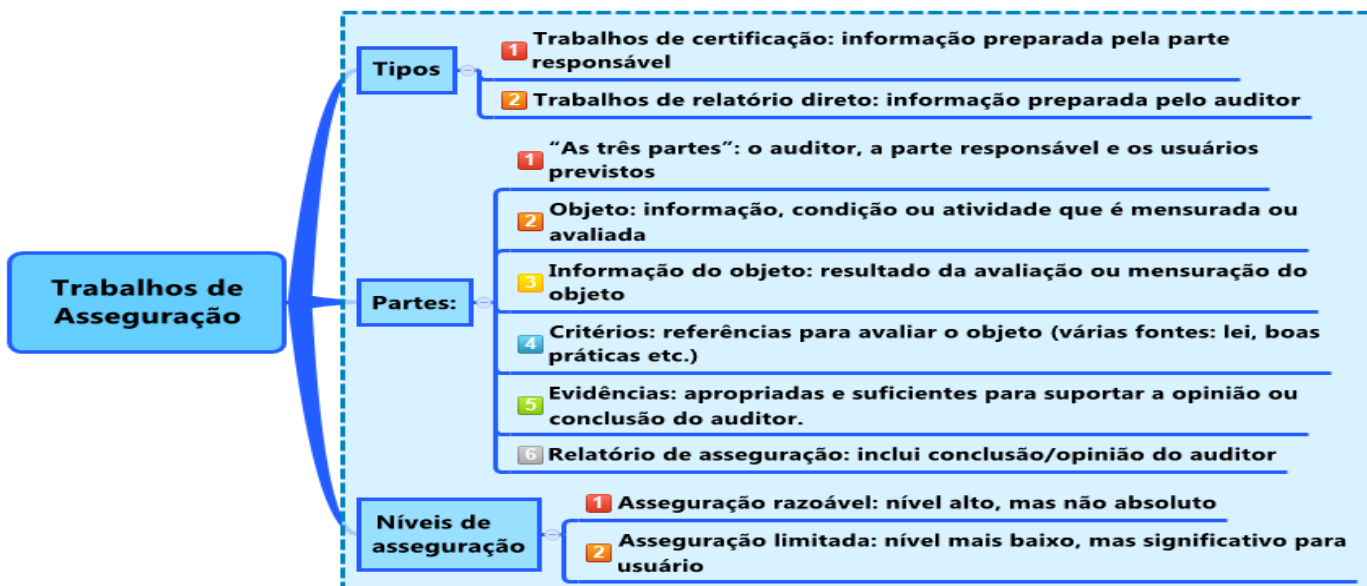 Trabalhos de
Asseguração
Tipos
1 Trabalhos de certificação: informação preparada pela parte
responsável
2 Trabalhos de relatório direto: informação preparada pelo auditor
Partes:
1 “As três partes”: o auditor, a parte responsável e os usuários
previstos
2 Objeto: informação, condição ou atividade que é mensurada ou
avaliada
3 Informação do objeto: resultado da avaliação ou mensuração do
objeto
4 Critérios: referências para avaliar o objeto (várias fontes: lei, boas
práticas etc.)
5 Evidências: apropriadas e suficientes para suportar a opinião ou
conclusão do auditor.
6 Relatório de asseguração: inclui conclusão/opinião do auditor
Níveis de
asseguração
1 Asseguração razoável: nível alto, mas não absoluto
2 Asseguração limitada: nível mais baixo, mas significativo para
usuário